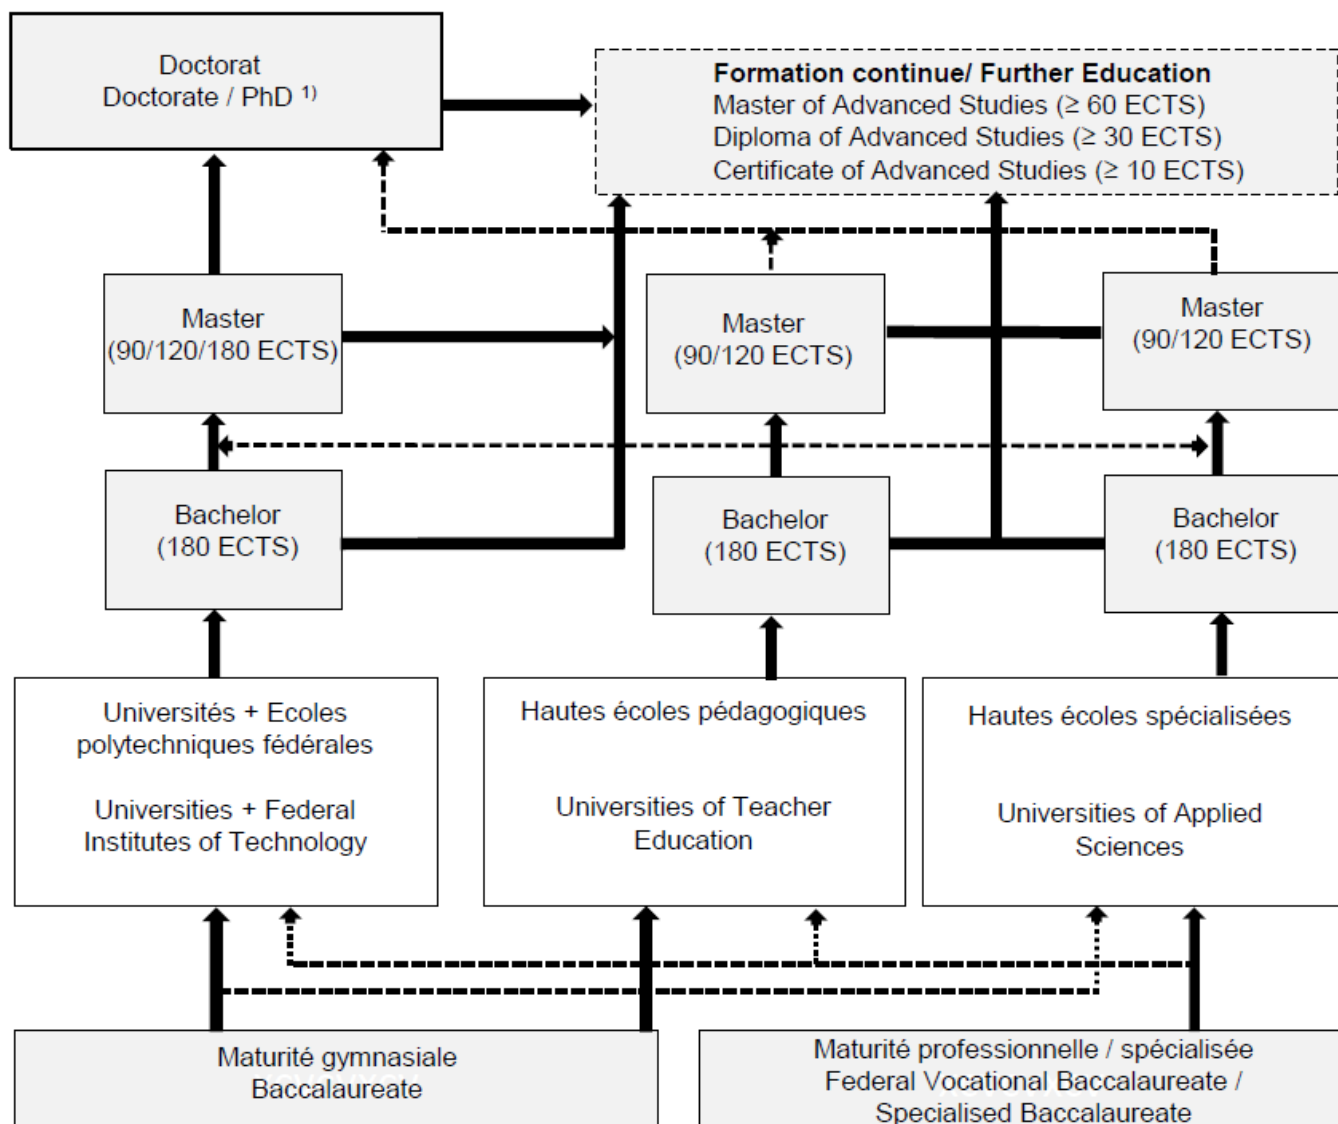 Doctorat
Doctorate / PhD ¹⁾
Formation continue/ Further Education
Master of Advanced Studies (≥ 60 ECTS)
Diploma of Advanced Studies (≥ 30 ECTS)
Certificate of Advanced Studies (≥ 10 ECTS)
Master
(90/120/180 ECTS)
Master
(90/120 ECTS)
Master
(90/120 ECTS)
Bachelor
(180 ECTS)
Bachelor
(180 ECTS)
Bachelor
(180 ECTS)
Universités + Ecoles
polytechniques fédérales
Universities + Federal
Institutes of Technology
Hautes écoles pédagogiques
Universities of Teacher
Education
Hautes écoles spécialisées
Universities of Applied
Sciences
Maturité gymnasiale
Baccalaureate
Maturité professionnelle / spécialisée
Federal Vocational Baccalaureate /
Specialised Baccalaureate